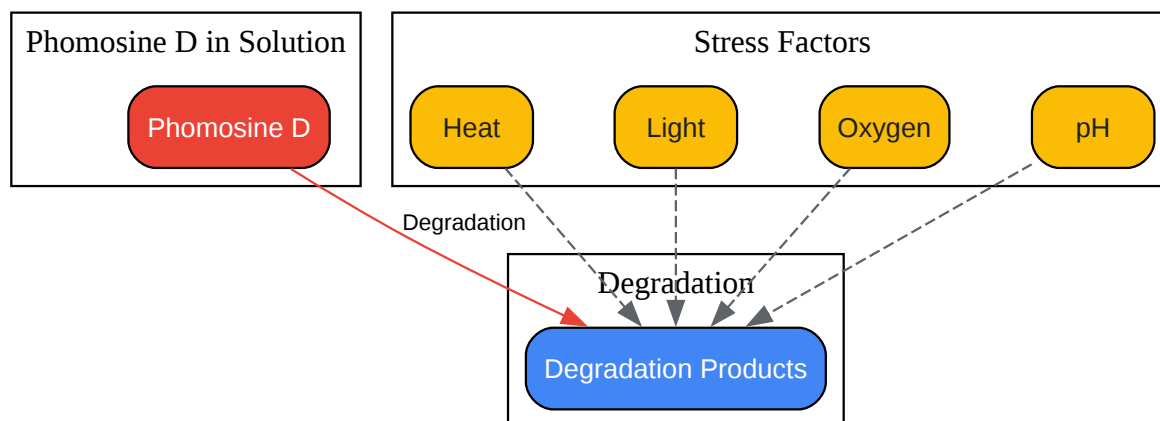 Phomosine D in Solution
Stress Factors
Phomosine D
Heat
Light
Oxygen
pH
Degradation
Degradation
Degradation Products